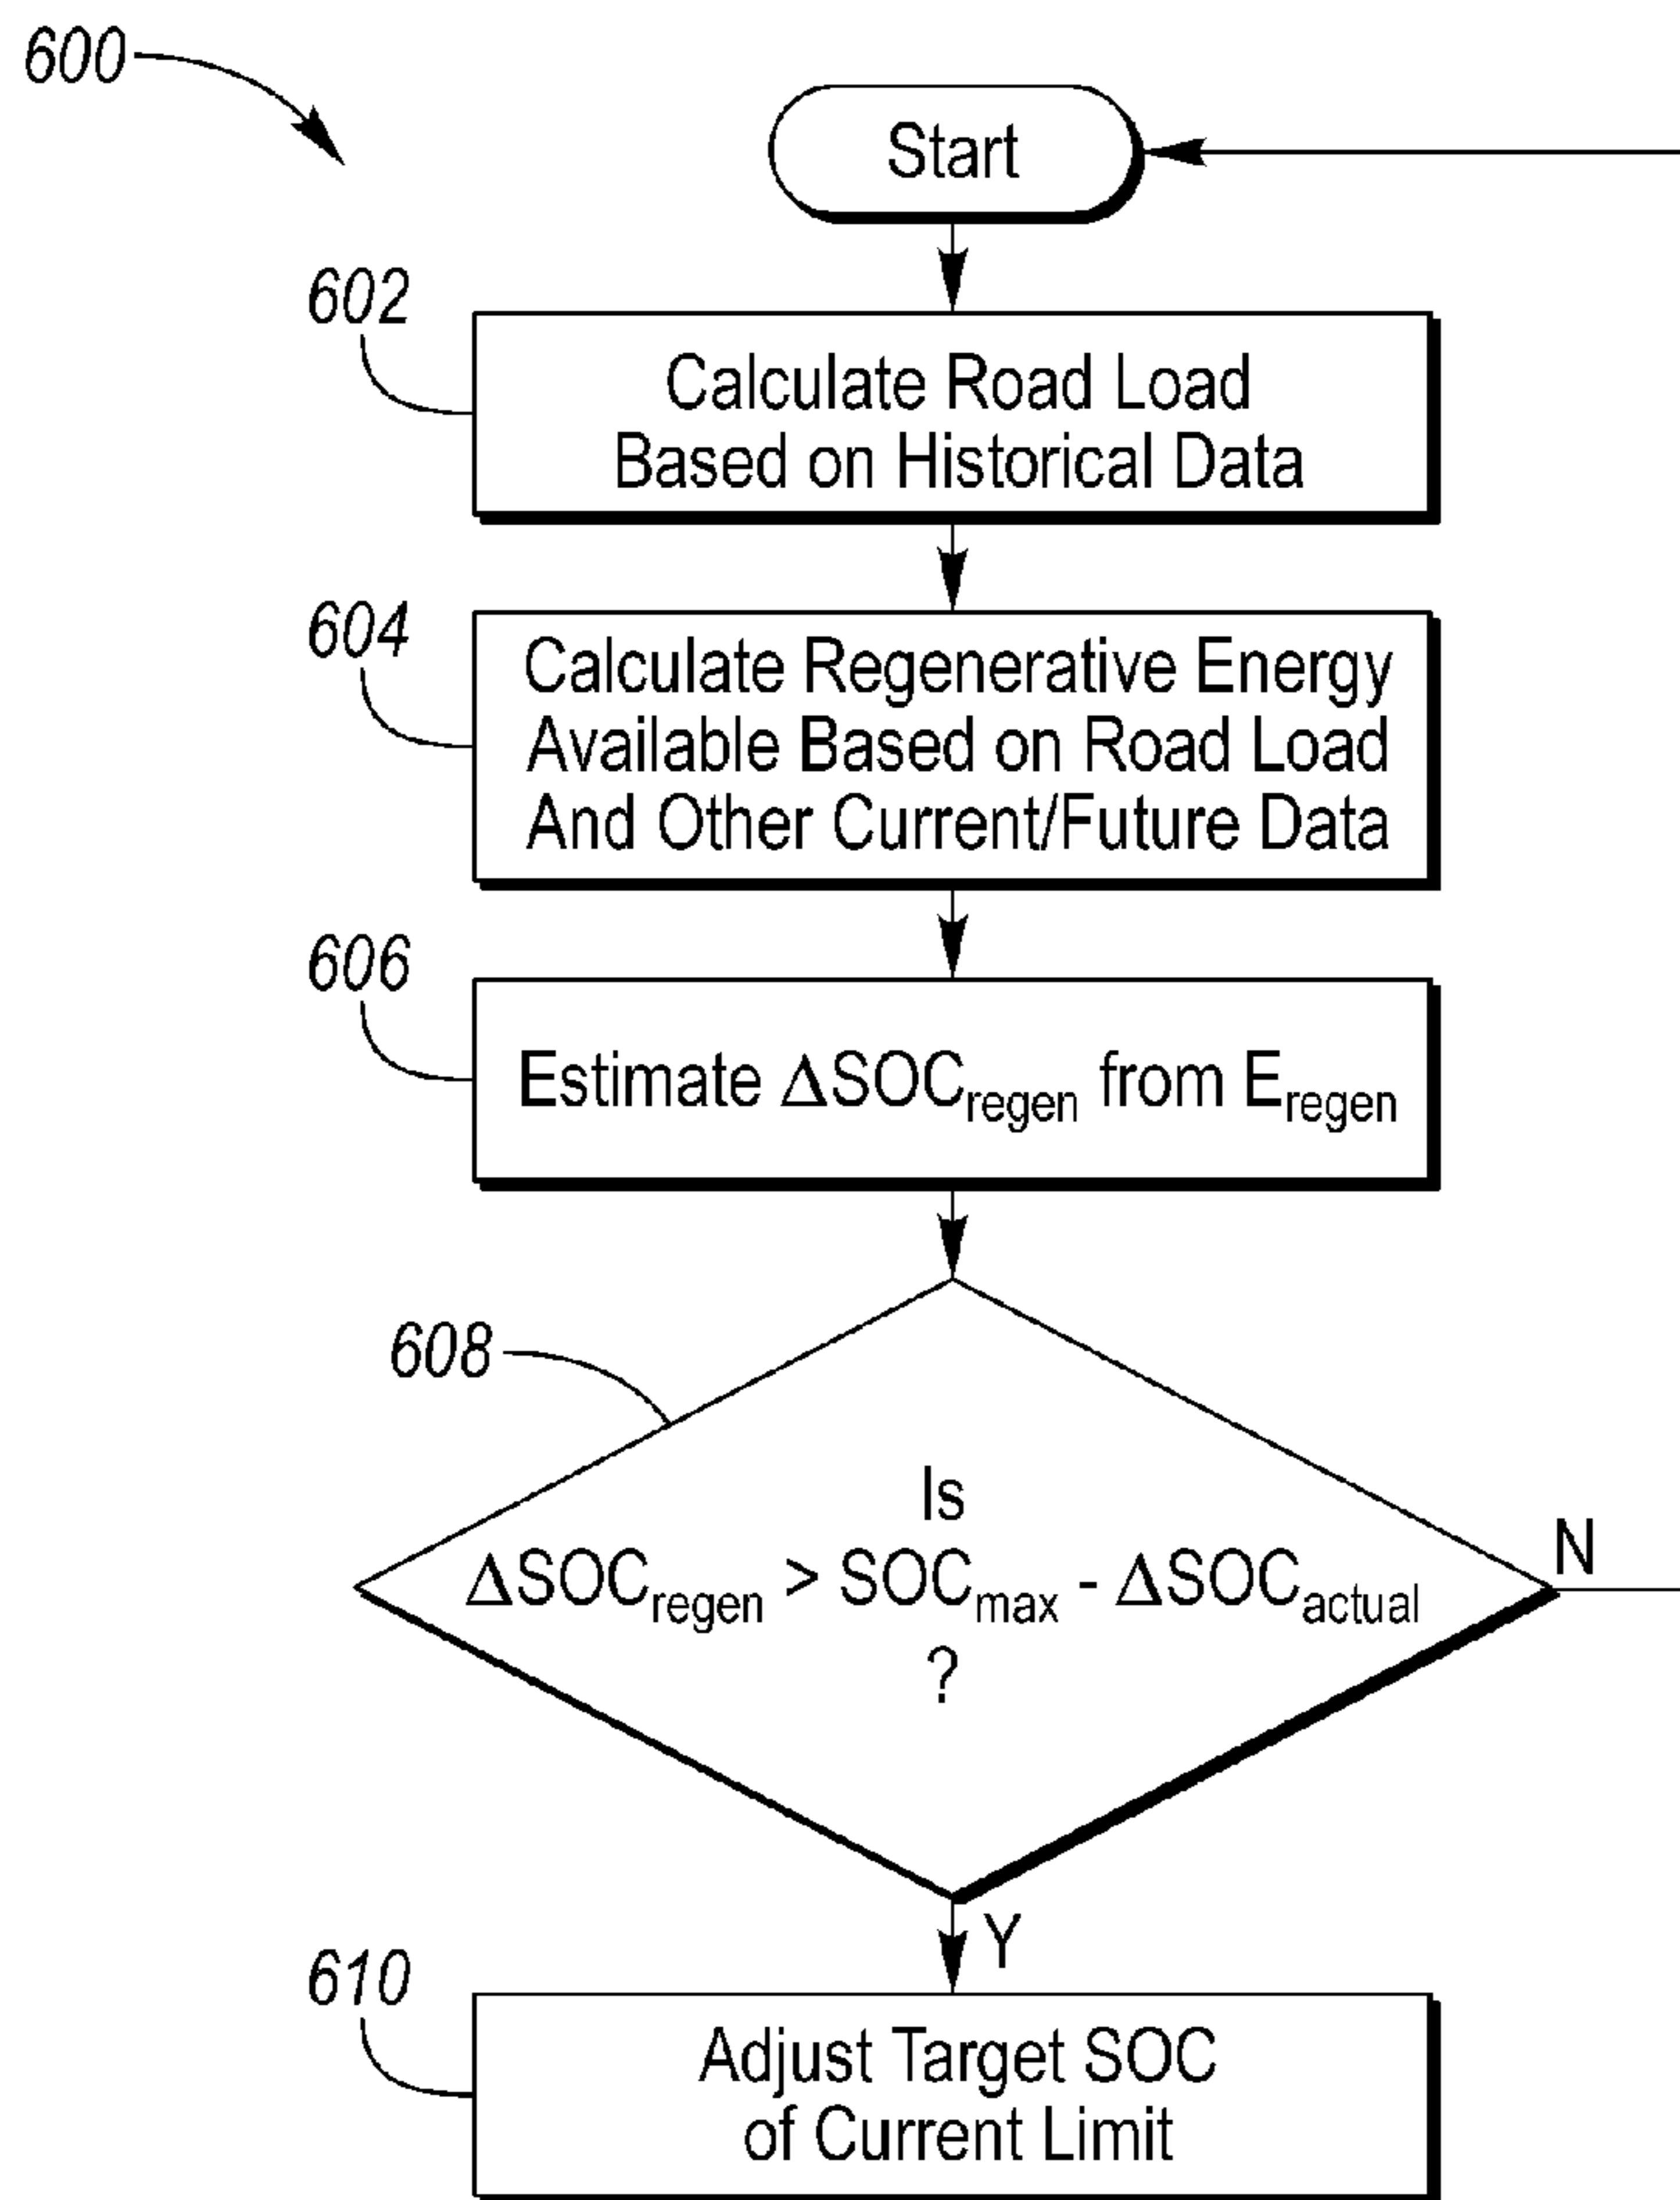 600
Start
602
Calculate Road Load
Based on Historical Data
604
Calculate Regenerative Energy
Available Based on Road Load
And Other Current/Future Data
606
Estimate ΔSOCregen from Eregen
608
Is
ΔSOCregen > SOCmax - ΔSOCactual
?
N
Y
610
Adjust Target SOC
of Current Limit